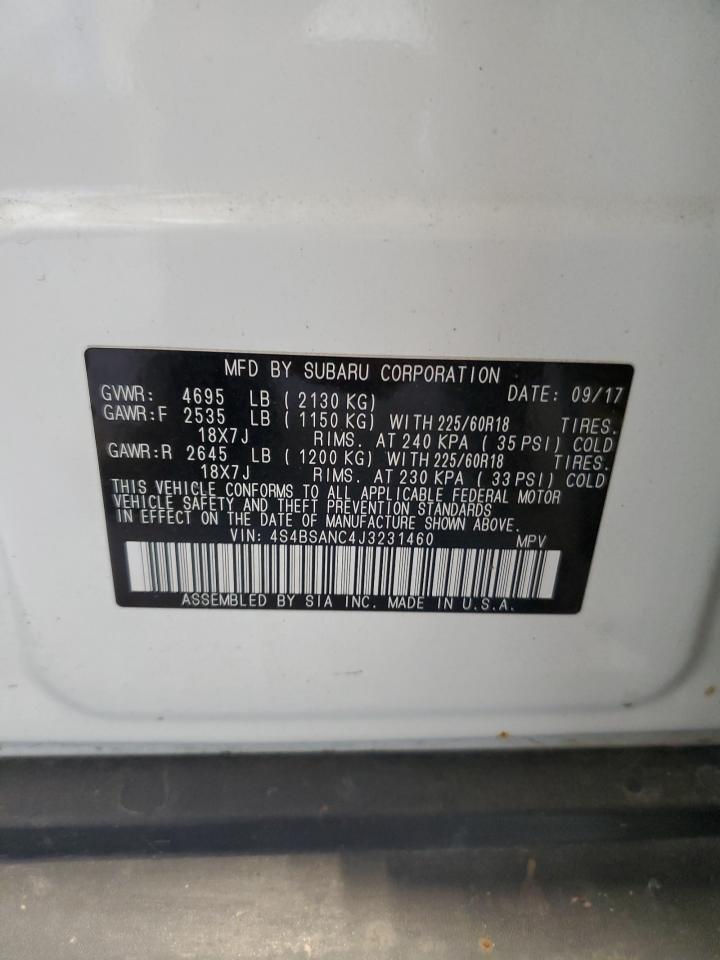 MFD BY SUBARU CORPORATION DATE: 09/17
GVWR: 4695 LB ( 2130 KG)
GAWR:F 2535 LB ( 1150 KG) WITH 225/60R18 TIRES.
18X7J RIMS. AT 240 KPA ( 35 PSI) COLD
GAWR:R 2645 LB ( 1200 KG) WITH 225/60R18 TIRES.
18X7J RIMS. AT 230 KPA ( 33 PSI) COLD
THIS VEHICLE CONFORMS TO ALL APPLICABLE FEDERAL MOTOR
VEHICLE SAFETY AND THEFT PREVENTION STANDARDS
IN EFFECT ON THE DATE OF MANUFACTURE SHOWN ABOVE.
VIN: 4S4BSANC4J3231460 MPV
ASSEMBLED BY SIA INC. MADE IN U.S.A.